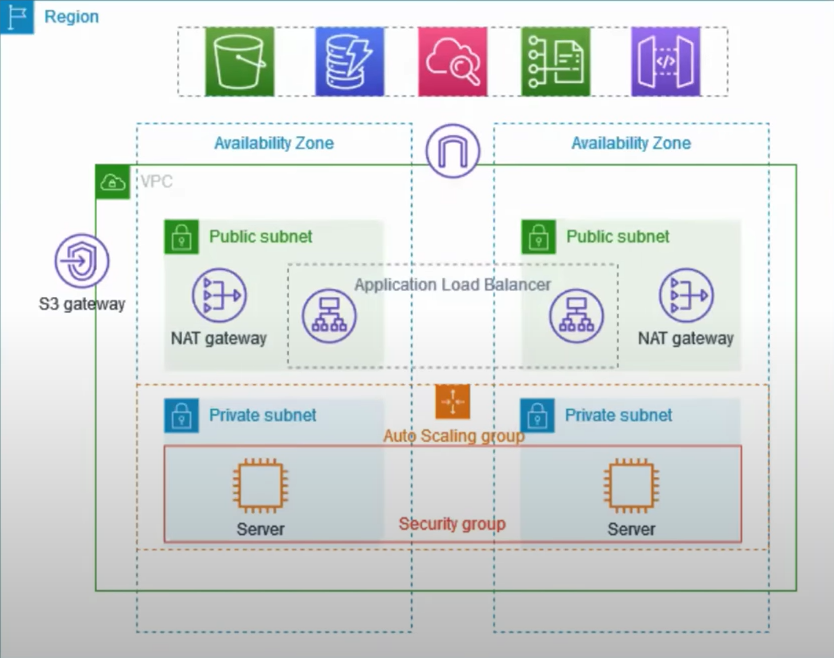 Region
Availability Zone
Availability Zone
VPC
Public subnet
Public subnet
S3 gateway
Application Load Balancer
NAT gateway
NAT gateway
Private subnet
Private subnet
Auto Scaling group
Security group
Server
Server